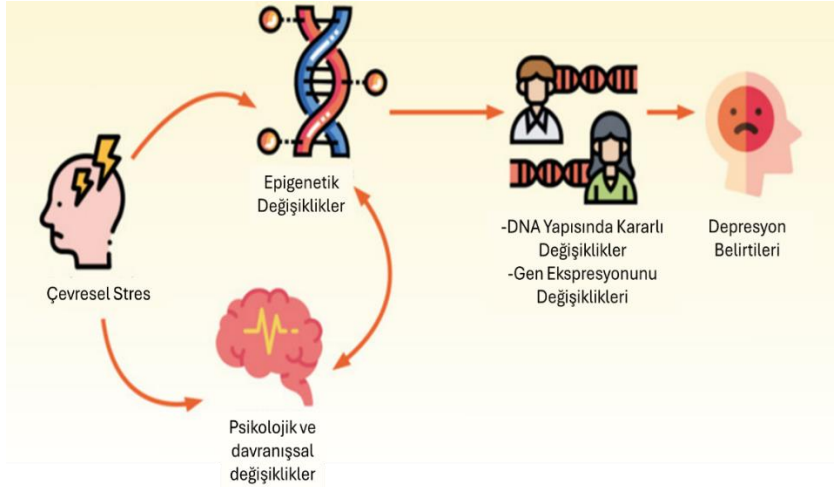 Çevresel Stres
Epigenetik
Değişiklikler
Psikolojik ve
davranışsal
değişiklikler
-DNA Yapısında Kararlı
Değişiklikler
-Gen Ekspresyonunu
Değişiklikleri
Depresyon
Belirtileri